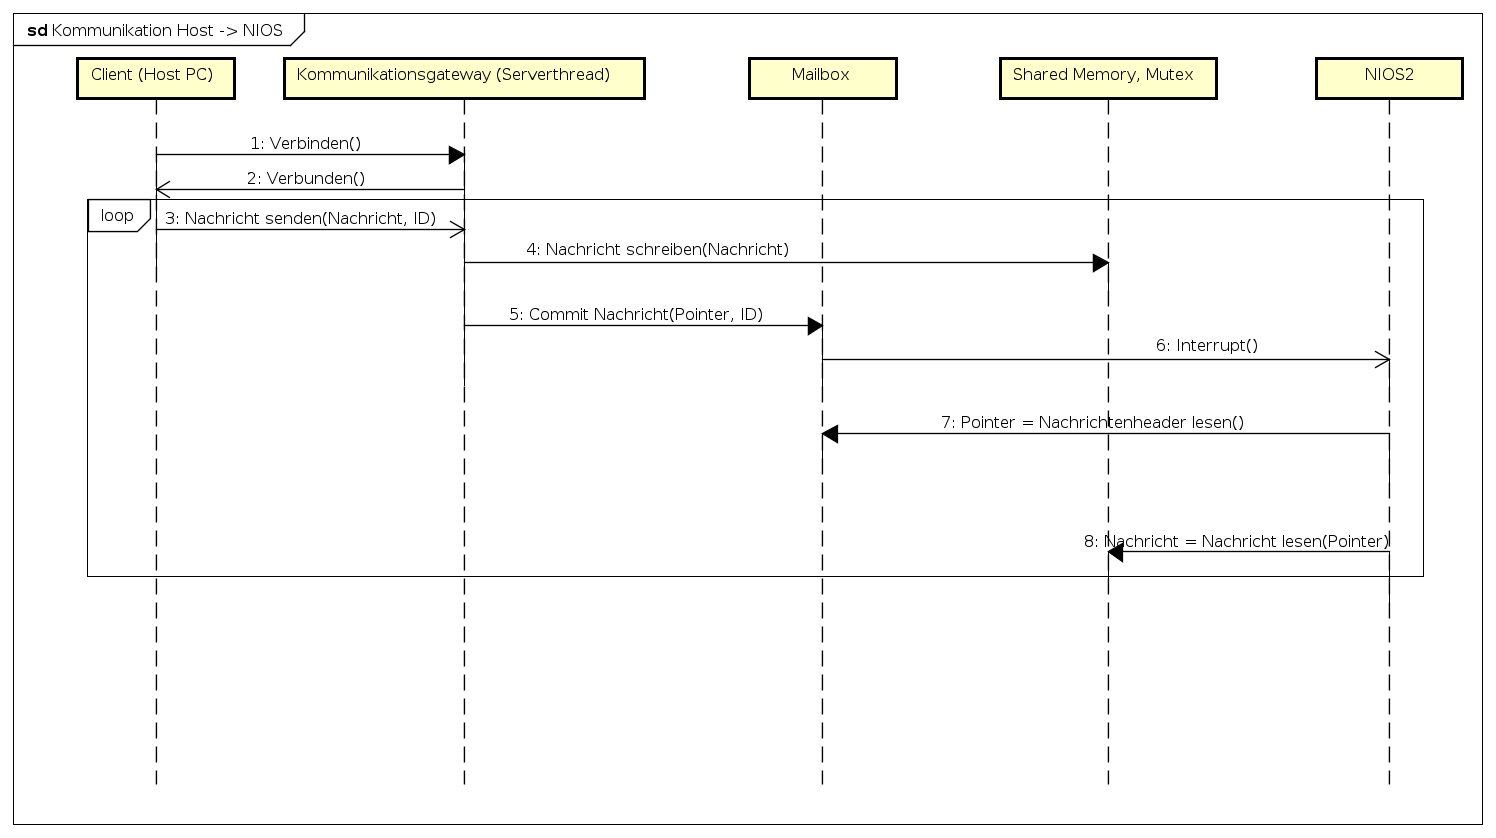 sd Kommunikation Host -> NIOS
Client (Host PC)
Kommunikationsgateway (Serverthread)
Mailbox
Shared Memory, Mutex
NIOS2
1: Verbinden()
2: Verbunden()
loop
3: Nachricht senden(Nachricht, ID)
4: Nachricht schreiben(Nachricht)
5: Commit Nachricht(Pointer, ID)
6: Interrupt()
7: Pointer = Nachrichtenheader lesen()
8: Nachricht = Nachricht lesen(Pointer)